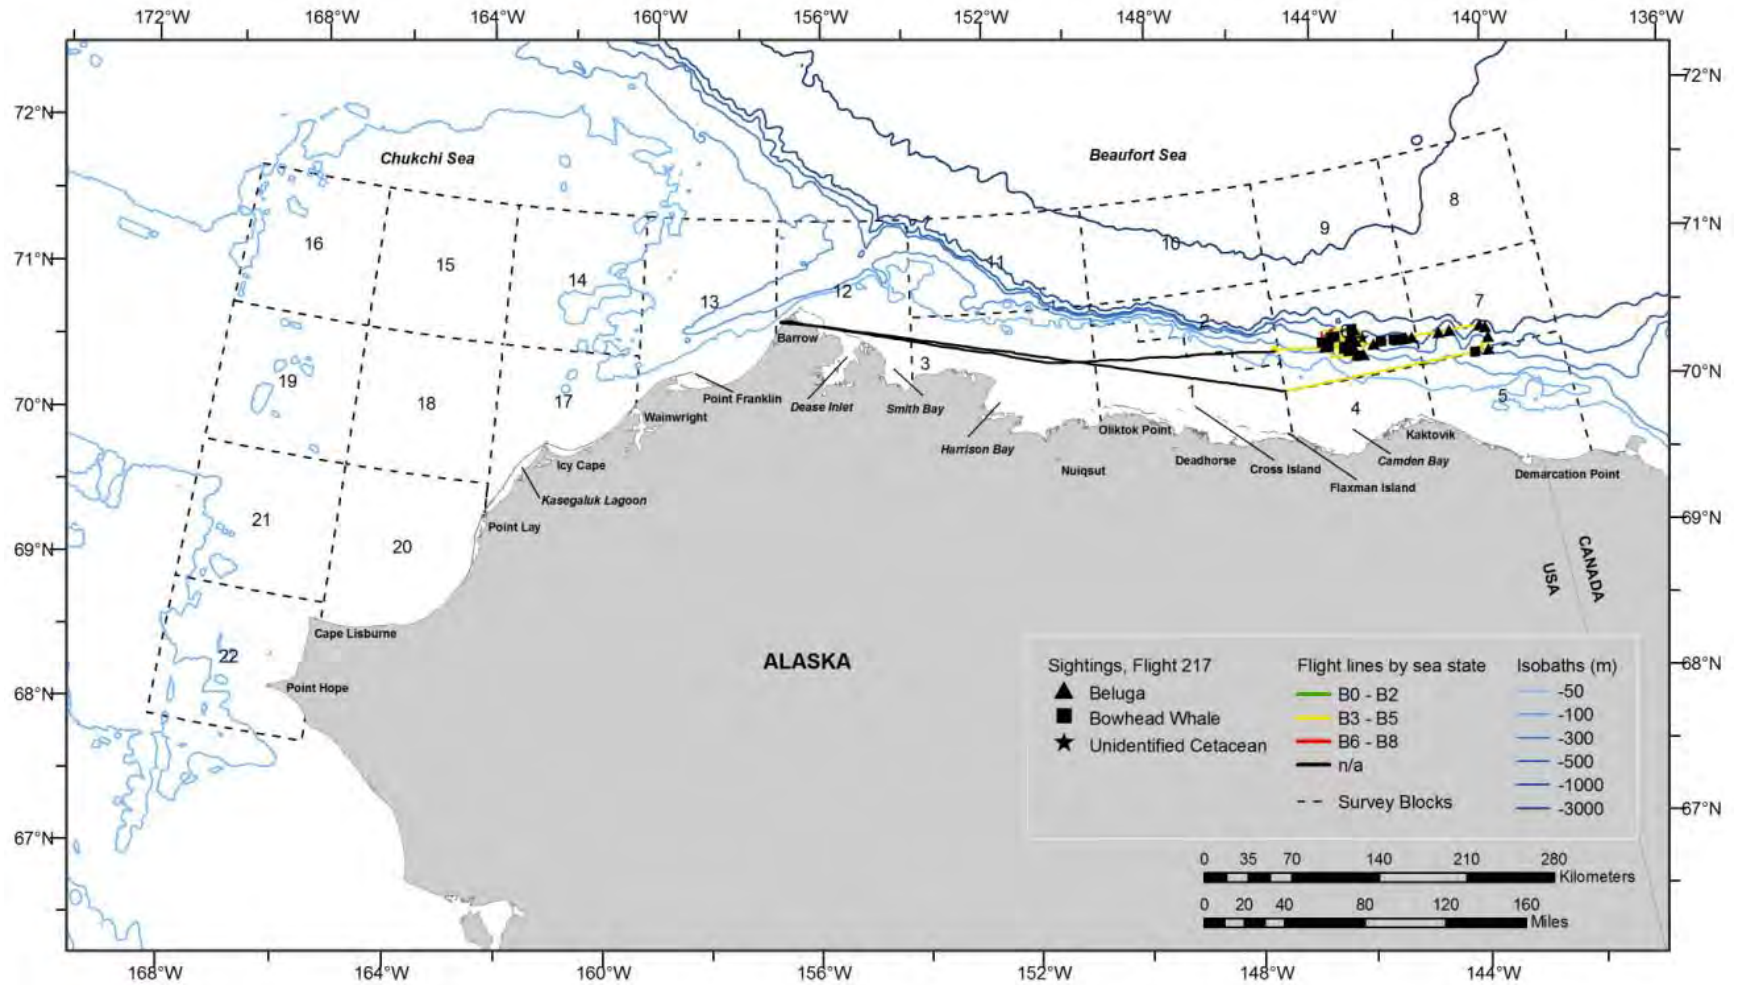 172°W 168°W 164°W 160°W 156°W 152°W 148°W 144°W 140°W 136°W
72°N 72°N
Chukchi Sea Beaufort Sea
8
9
71°N 71°N
16 15 14 13 12 11 10
7
2
Barrow
70°N 70°N
19 18 17 3 1 4 5
Point Franklin Dease Inlet Smith Bay
Wainwright
Harrison Bay Oliktok Point Kaktovik
Icy Cape Nuiqsut Deadhorse Cross Island Camden Bay
Kasegaluk Lagoon Flaxman Island Demarcation Point
69°N 69°N
21 20 Point Lay
USA CANADA
Cape Lisburne
22
Point Hope
ALASKA
68°N 68°N
Sightings, Flight 217
Beluga
Bowhead Whale
Unidentified Cetacean
Flight lines by sea state
B0 - B2
B3 - B5
B6 - B8
n/a
Survey Blocks
Isobaths (m)
-50
-100
-300
-500
-1000
-3000
67°N 67°N
0 35 70 140 210 280
Kilometers
0 20 40 80 120 160
Miles
168°W 164°W 160°W 156°W 152°W 148°W 144°W